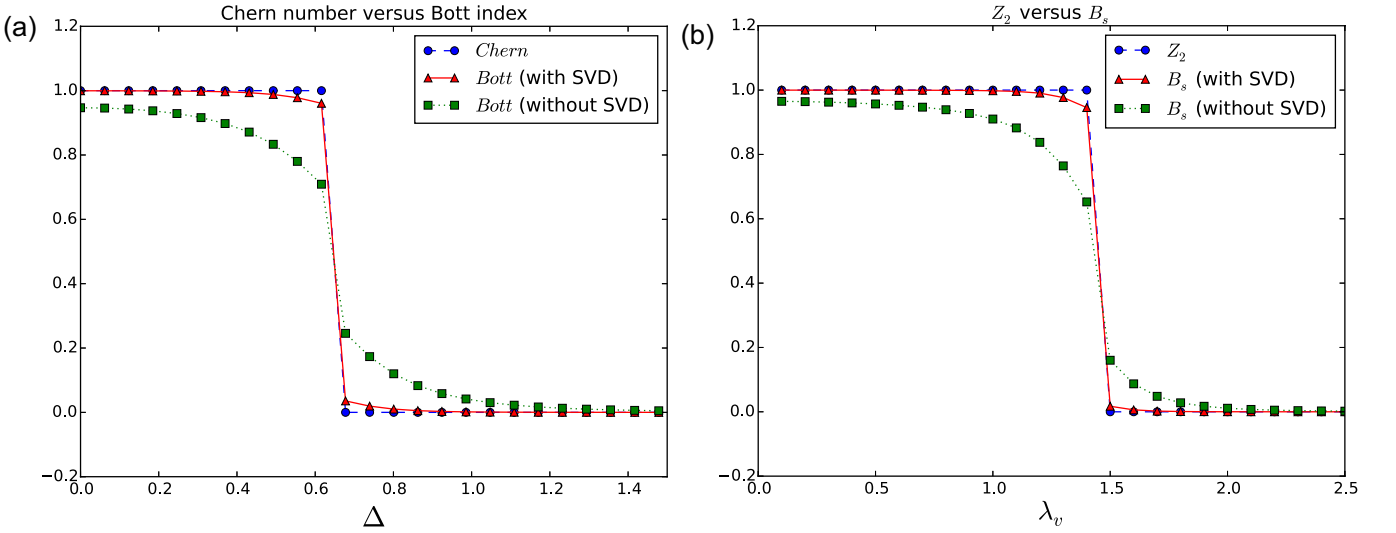 (a)
Chern number versus Bott index
1.2
1.0
0.8
0.6
0.4
0.2
0.0
−0.2
0.0 0.2 0.4 0.6 0.8 1.0 1.2 1.4
Δ
Chern
Bott (with SVD)
Bott (without SVD)
(b)
Z₂ versus Bₛ
1.2
1.0
0.8
0.6
0.4
0.2
0.0
−0.2
0.0 0.5 1.0 1.5 2.0 2.5
λᵥ
Z₂
Bₛ (with SVD)
Bₛ (without SVD)